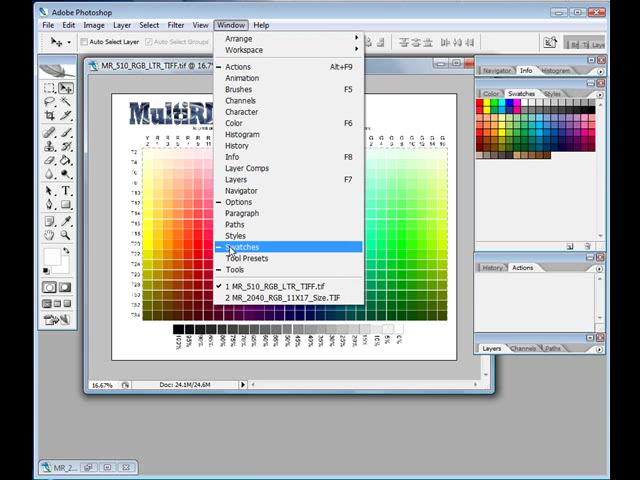 Adobe Photoshop
File Edit Image Layer Select Filter View Window Help
Auto Select Layer Auto Select Groups
MR_510_RGB_LTR_TIFF.tif @ 16.7%
Arrange
Workspace
Actions Alt+F9
Animation
Brushes F5
Channels
Character
Color F6
Histogram
History
Info F8
Layer Comps
Layers F7
Navigator
Options
Paragraph
Paths
Styles
Swatches
Tool Presets
Tools
1 MR_510_RGB_LTR_TIFF.tif
2 MR_2040_RGB_11X17_Size.TIF
Navigator Info Histogram
Color Swatches Styles
History Actions
Layers Channels Paths
16.67% Doc: 24.1M/24.6M
MR_2...